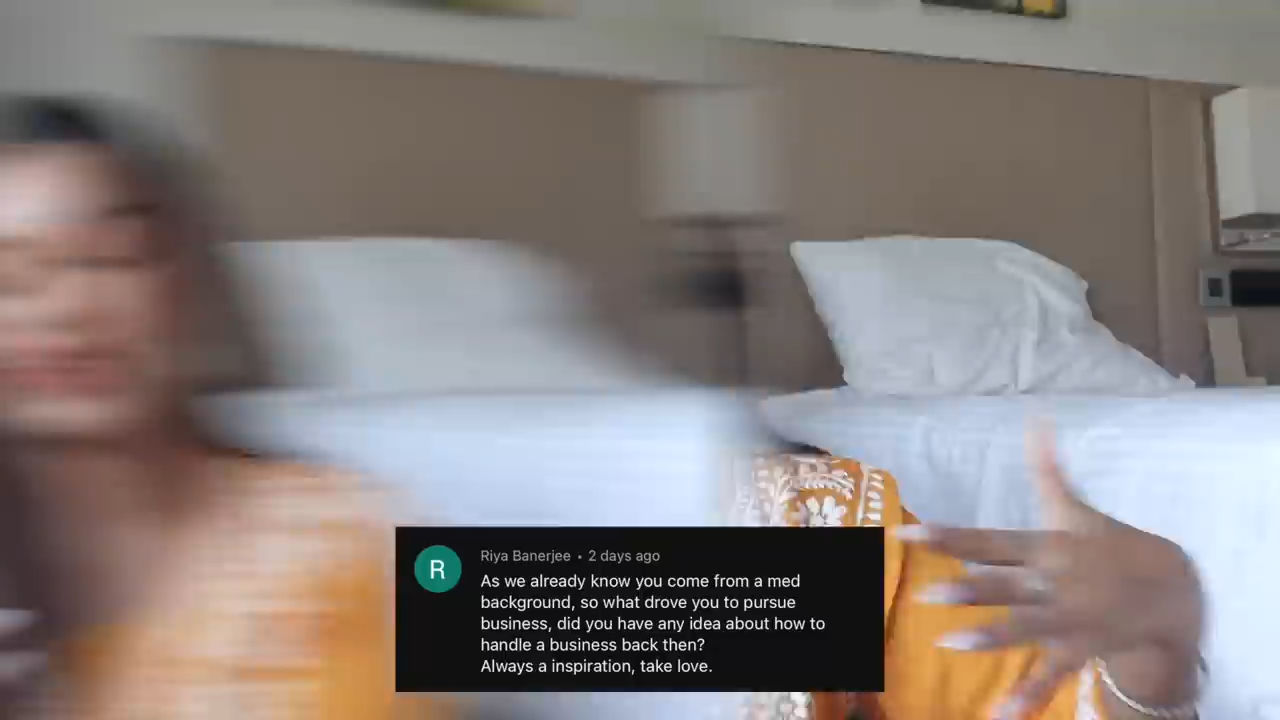 R
Riya Banerjee • 2 days ago
As we already know you come from a med
background, so what drove you to pursue
business, did you have any idea about how to
handle a business back then?
Always a inspiration, take love.